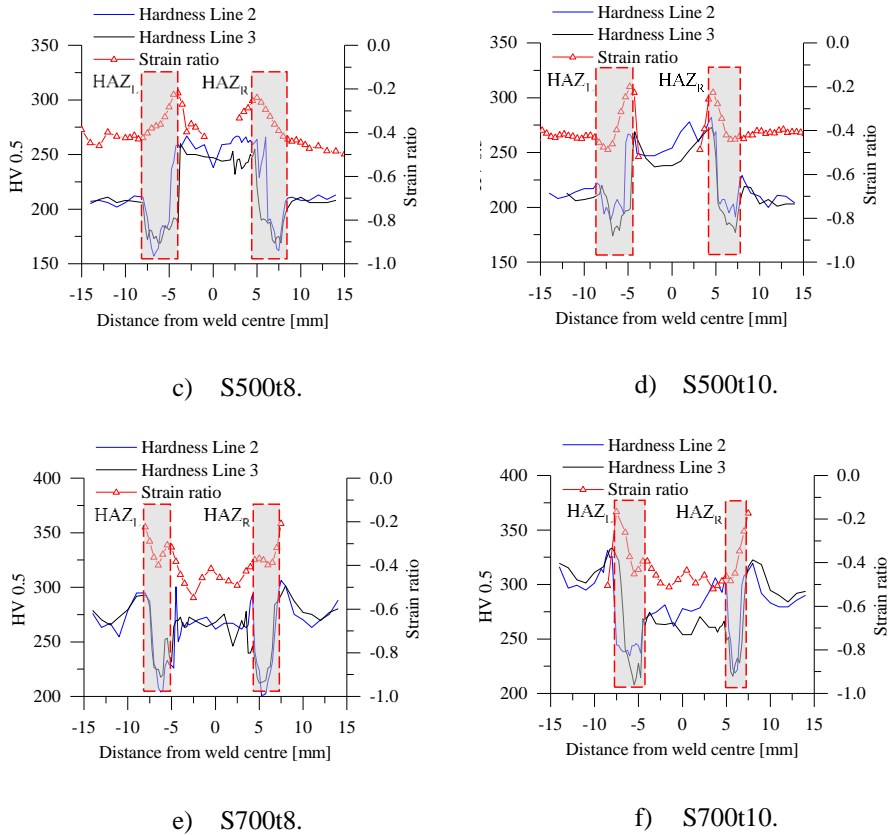 Hardness Line 2
Hardness Line 3
Strain ratio
HAZL
HAZR
350
300
250
200
150
HV 0.5
0.0
-0.2
-0.4
-0.6
-0.8
-1.0
Strain ratio
-15 -10 -5 0 5 10 15
Distance from weld centre [mm]
c) S500t8.
Hardness Line 2
Hardness Line 3
Strain ratio
HAZL
HAZR
350
300
250
200
150
0.0
-0.2
-0.4
-0.6
-0.8
-1.0
Strain ratio
-15 -10 -5 0 5 10 15
Distance from weld centre [mm]
d) S500t10.
Hardness Line 2
Hardness Line 3
Strain ratio
HAZL
HAZR
400
350
300
250
200
HV 0.5
0.0
-0.2
-0.4
-0.6
-0.8
-1.0
Strain ratio
-15 -10 -5 0 5 10 15
Distance from weld centre [mm]
e) S700t8.
Hardness Line 2
Hardness Line 3
Strain ratio
HAZL
HAZR
400
350
300
250
200
HV 0.5
0.0
-0.2
-0.4
-0.6
-0.8
-1.0
Strain ratio
-15 -10 -5 0 5 10 15
Distance from weld centre [mm]
f) S700t10.